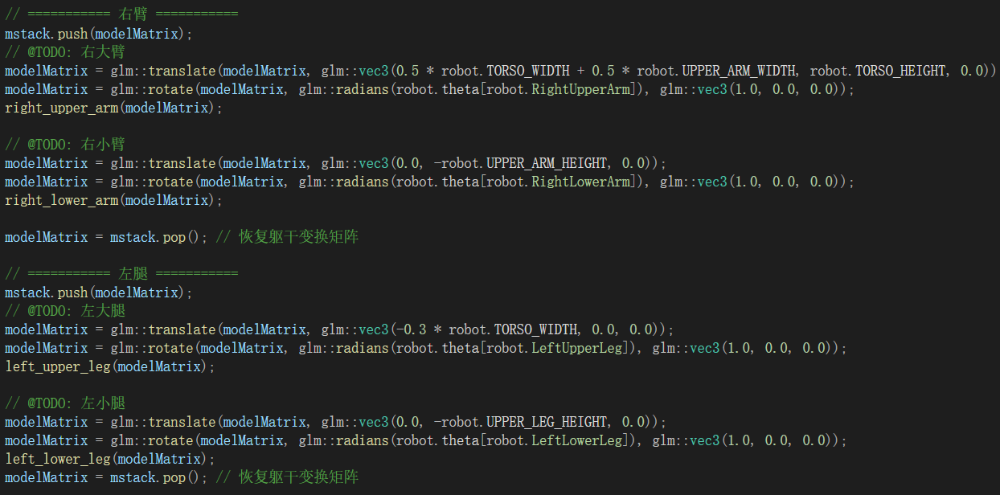 // =========== 右臂 ===========
mstack.push(modelMatrix);
// @TODO: 右大臂
modelMatrix = glm::translate(modelMatrix, glm::vec3(0.5 * robot.TORSO_WIDTH + 0.5 * robot.UPPER_ARM_WIDTH, robot.TORSO_HEIGHT, 0.0))
modelMatrix = glm::rotate(modelMatrix, glm::radians(robot.theta[robot.RightUpperArm]), glm::vec3(1.0, 0.0, 0.0));
right_upper_arm(modelMatrix);
// @TODO: 右小臂
modelMatrix = glm::translate(modelMatrix, glm::vec3(0.0, -robot.UPPER_ARM_HEIGHT, 0.0));
modelMatrix = glm::rotate(modelMatrix, glm::radians(robot.theta[robot.RightLowerArm]), glm::vec3(1.0, 0.0, 0.0));
right_lower_arm(modelMatrix);
modelMatrix = mstack.pop(); // 恢复躯干变换矩阵
// =========== 左腿 ===========
mstack.push(modelMatrix);
// @TODO: 左大腿
modelMatrix = glm::translate(modelMatrix, glm::vec3(-0.3 * robot.TORSO_WIDTH, 0.0, 0.0));
modelMatrix = glm::rotate(modelMatrix, glm::radians(robot.theta[robot.LeftUpperLeg]), glm::vec3(1.0, 0.0, 0.0));
left_upper_leg(modelMatrix);
// @TODO: 左小腿
modelMatrix = glm::translate(modelMatrix, glm::vec3(0.0, -robot.UPPER_LEG_HEIGHT, 0.0));
modelMatrix = glm::rotate(modelMatrix, glm::radians(robot.theta[robot.LeftLowerLeg]), glm::vec3(1.0, 0.0, 0.0));
left_lower_leg(modelMatrix);
modelMatrix = mstack.pop(); // 恢复躯干变换矩阵